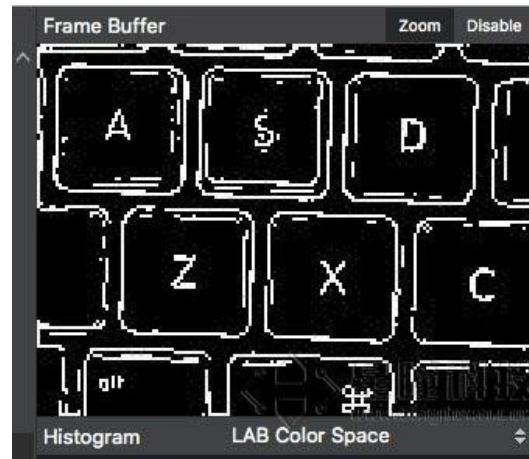 Frame Buffer Zoom Disable
A S D
Z X C
alt ⌘
Histogram LAB Color Space